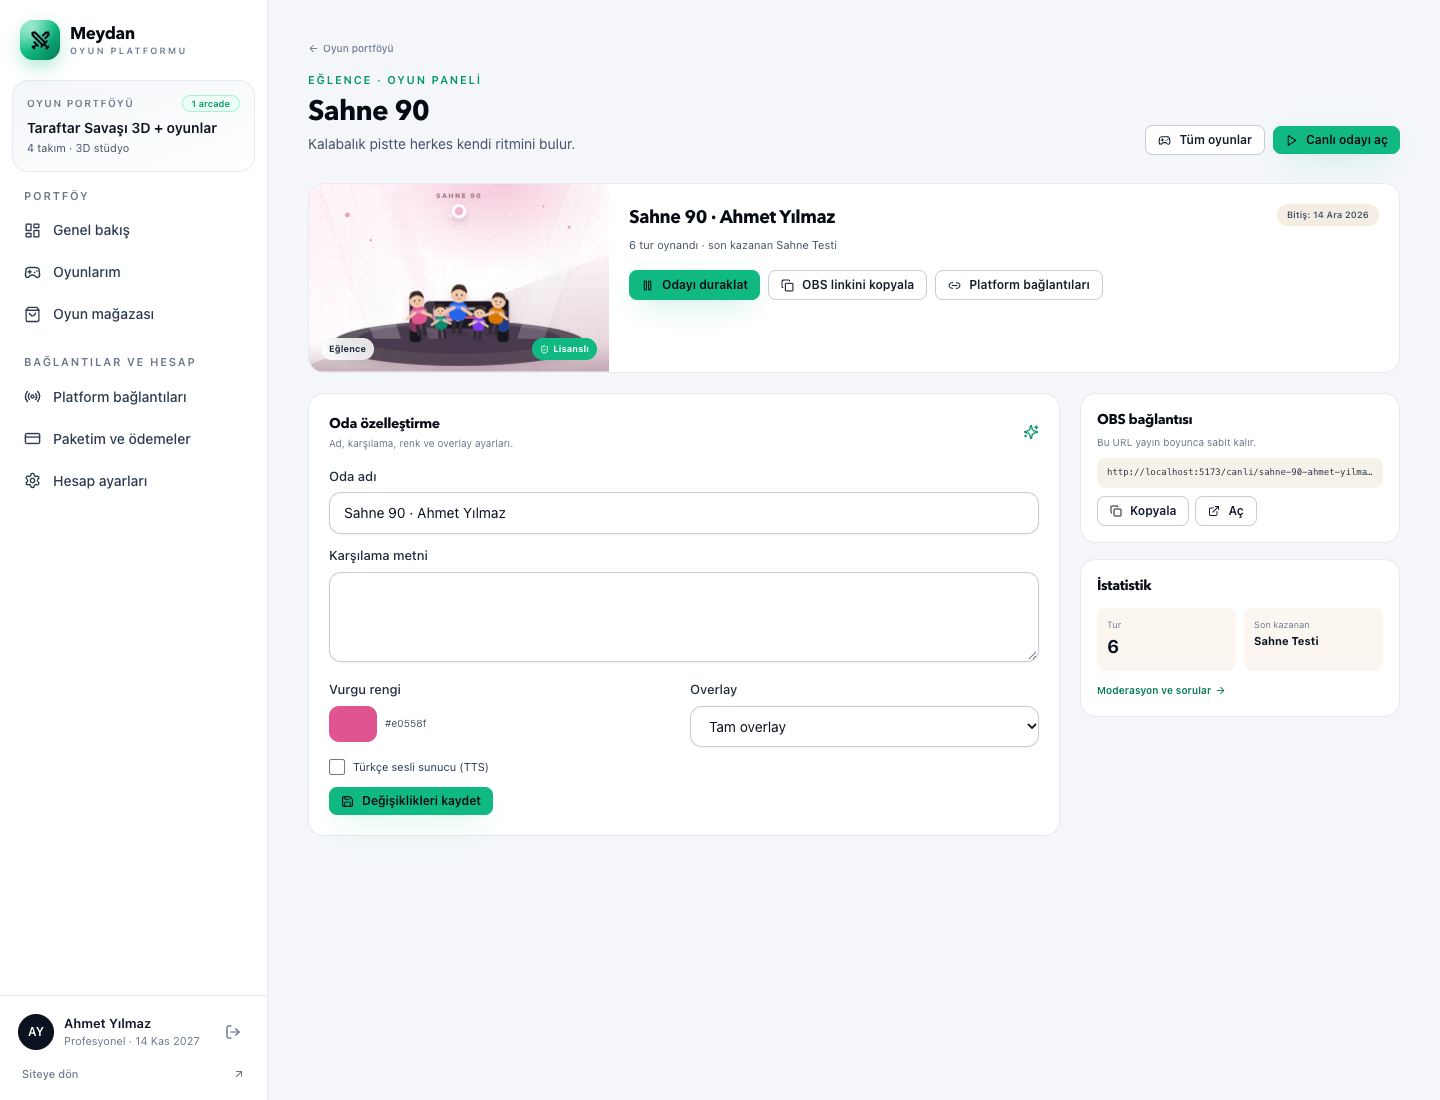 Meydan
OYUN PLATFORMU
OYUN PORTFÖYÜ
1 arcade
Taraftar Savaşı 3D + oyunlar
4 takım · 3D stüdyo
PORTFÖY
Genel bakış
Oyunlarım
Oyun mağazası
BAĞLANTILAR VE HESAP
Platform bağlantıları
Paketim ve ödemeler
Hesap ayarları
AY
Ahmet Yılmaz
Profesyonel · 14 Kas 2027
Siteye dön
← Oyun portföyü
EĞLENCE · OYUN PANELİ
Sahne 90
Kalabalık pistte herkes kendi ritmini bulur.
Tüm oyunlar
Canlı odayı aç
SAHNE 90
Eğlence
Lisanslı
Sahne 90 · Ahmet Yılmaz
Bitiş: 14 Ara 2026
6 tur oynandı · son kazanan Sahne Testi
Odayı duraklat
OBS linkini kopyala
Platform bağlantıları
Oda özelleştirme
Ad, karşılama, renk ve overlay ayarları.
Oda adı
Sahne 90 · Ahmet Yılmaz
Karşılama metni
Vurgu rengi
#e0558f
Overlay
Tam overlay
Türkçe sesli sunucu (TTS)
Değişiklikleri kaydet
OBS bağlantısı
Bu URL yayın boyunca sabit kalır.
http://localhost:5173/canli/sahne-90-ahmet-yilma…
Kopyala
Aç
İstatistik
Tur
6
Son kazanan
Sahne Testi
Moderasyon ve sorular →